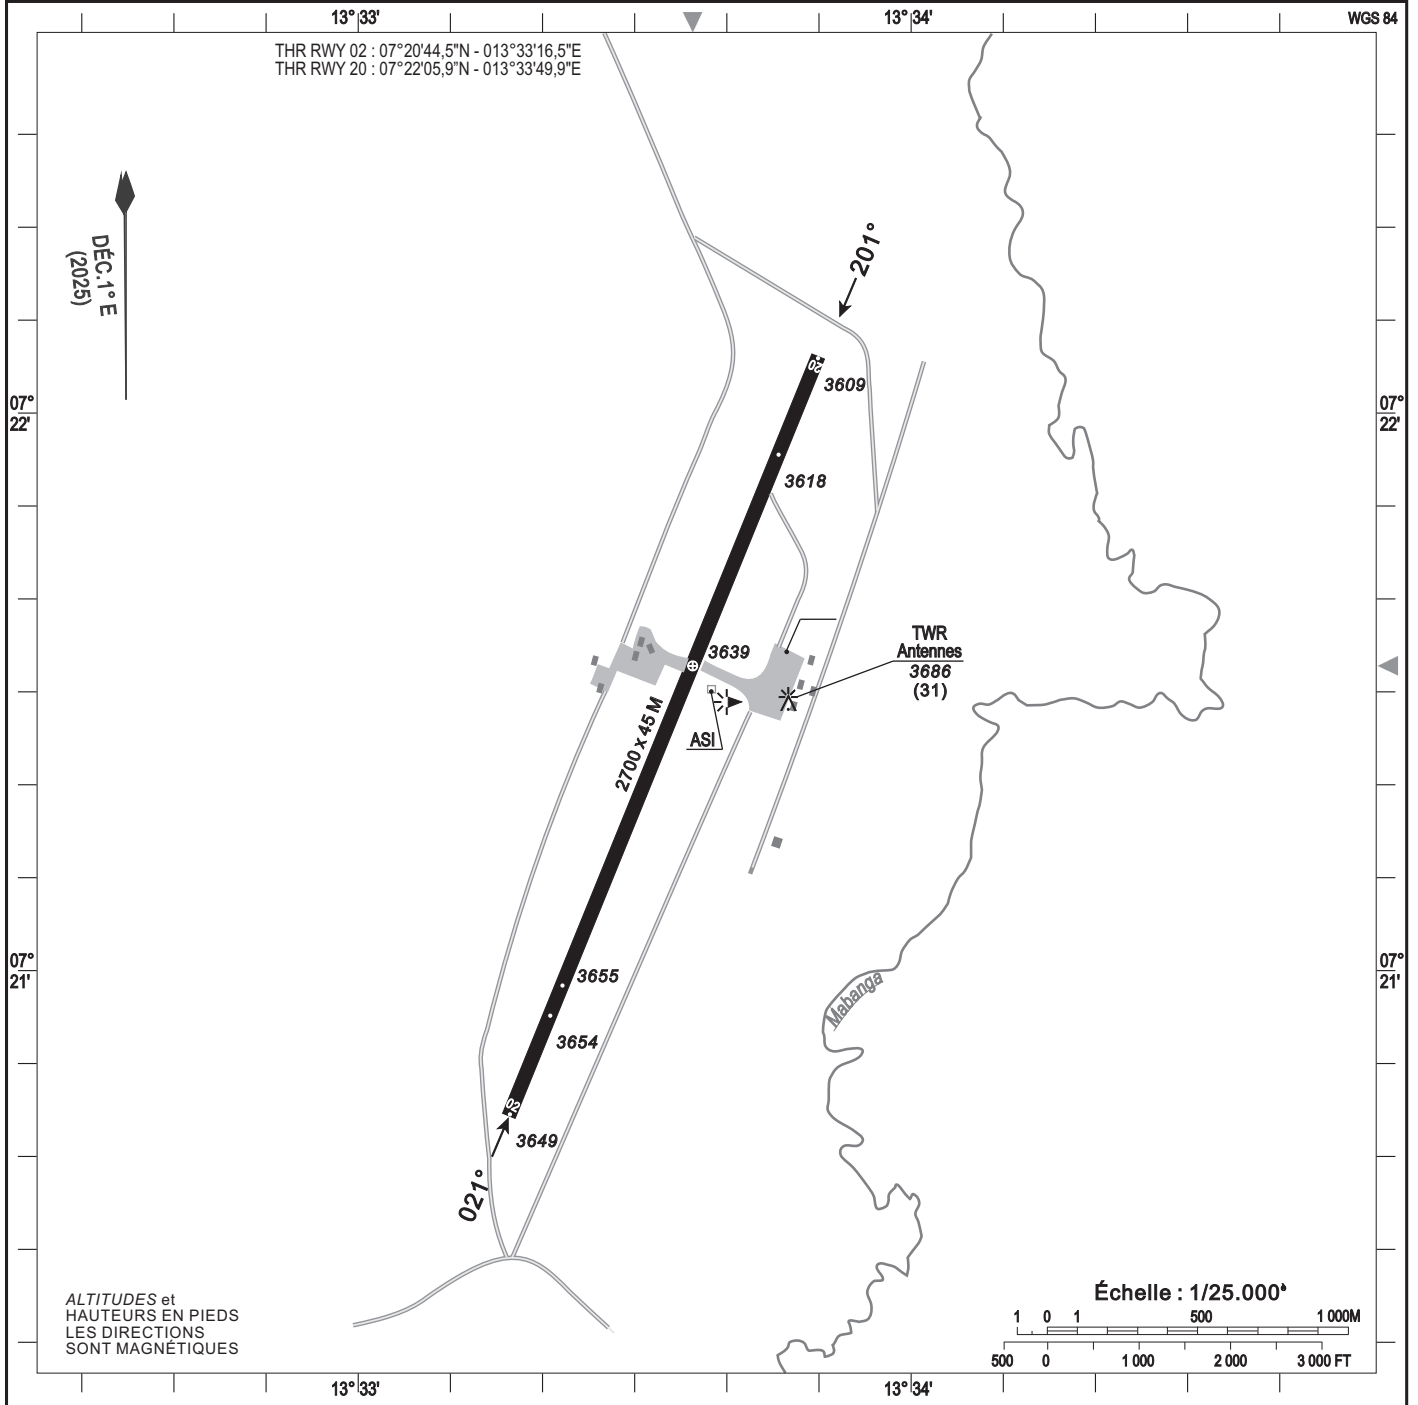 13°33'
13°34'
WGS 84
THR RWY 02 : 07°20'44,5"N - 013°33'16,5"E
THR RWY 20 : 07°22'05,9"N - 013°33'49,9"E
DÉC.1° E
(2025)
201°
20
3609
07°
22'
07°
22'
3618
3639
TWR
Antennes
3686
(31)
2700 x 45 M
ASI
07°
21'
07°
21'
3655
Mabanga
3654
02
3649
021°
ALTITUDES et
HAUTEURS EN PIEDS
LES DIRECTIONS
SONT MAGNÉTIQUES
Échelle : 1/25.000
1 0 1 500 1 000M
500 0 1 000 2 000 3 000 FT
13°33'
13°34'